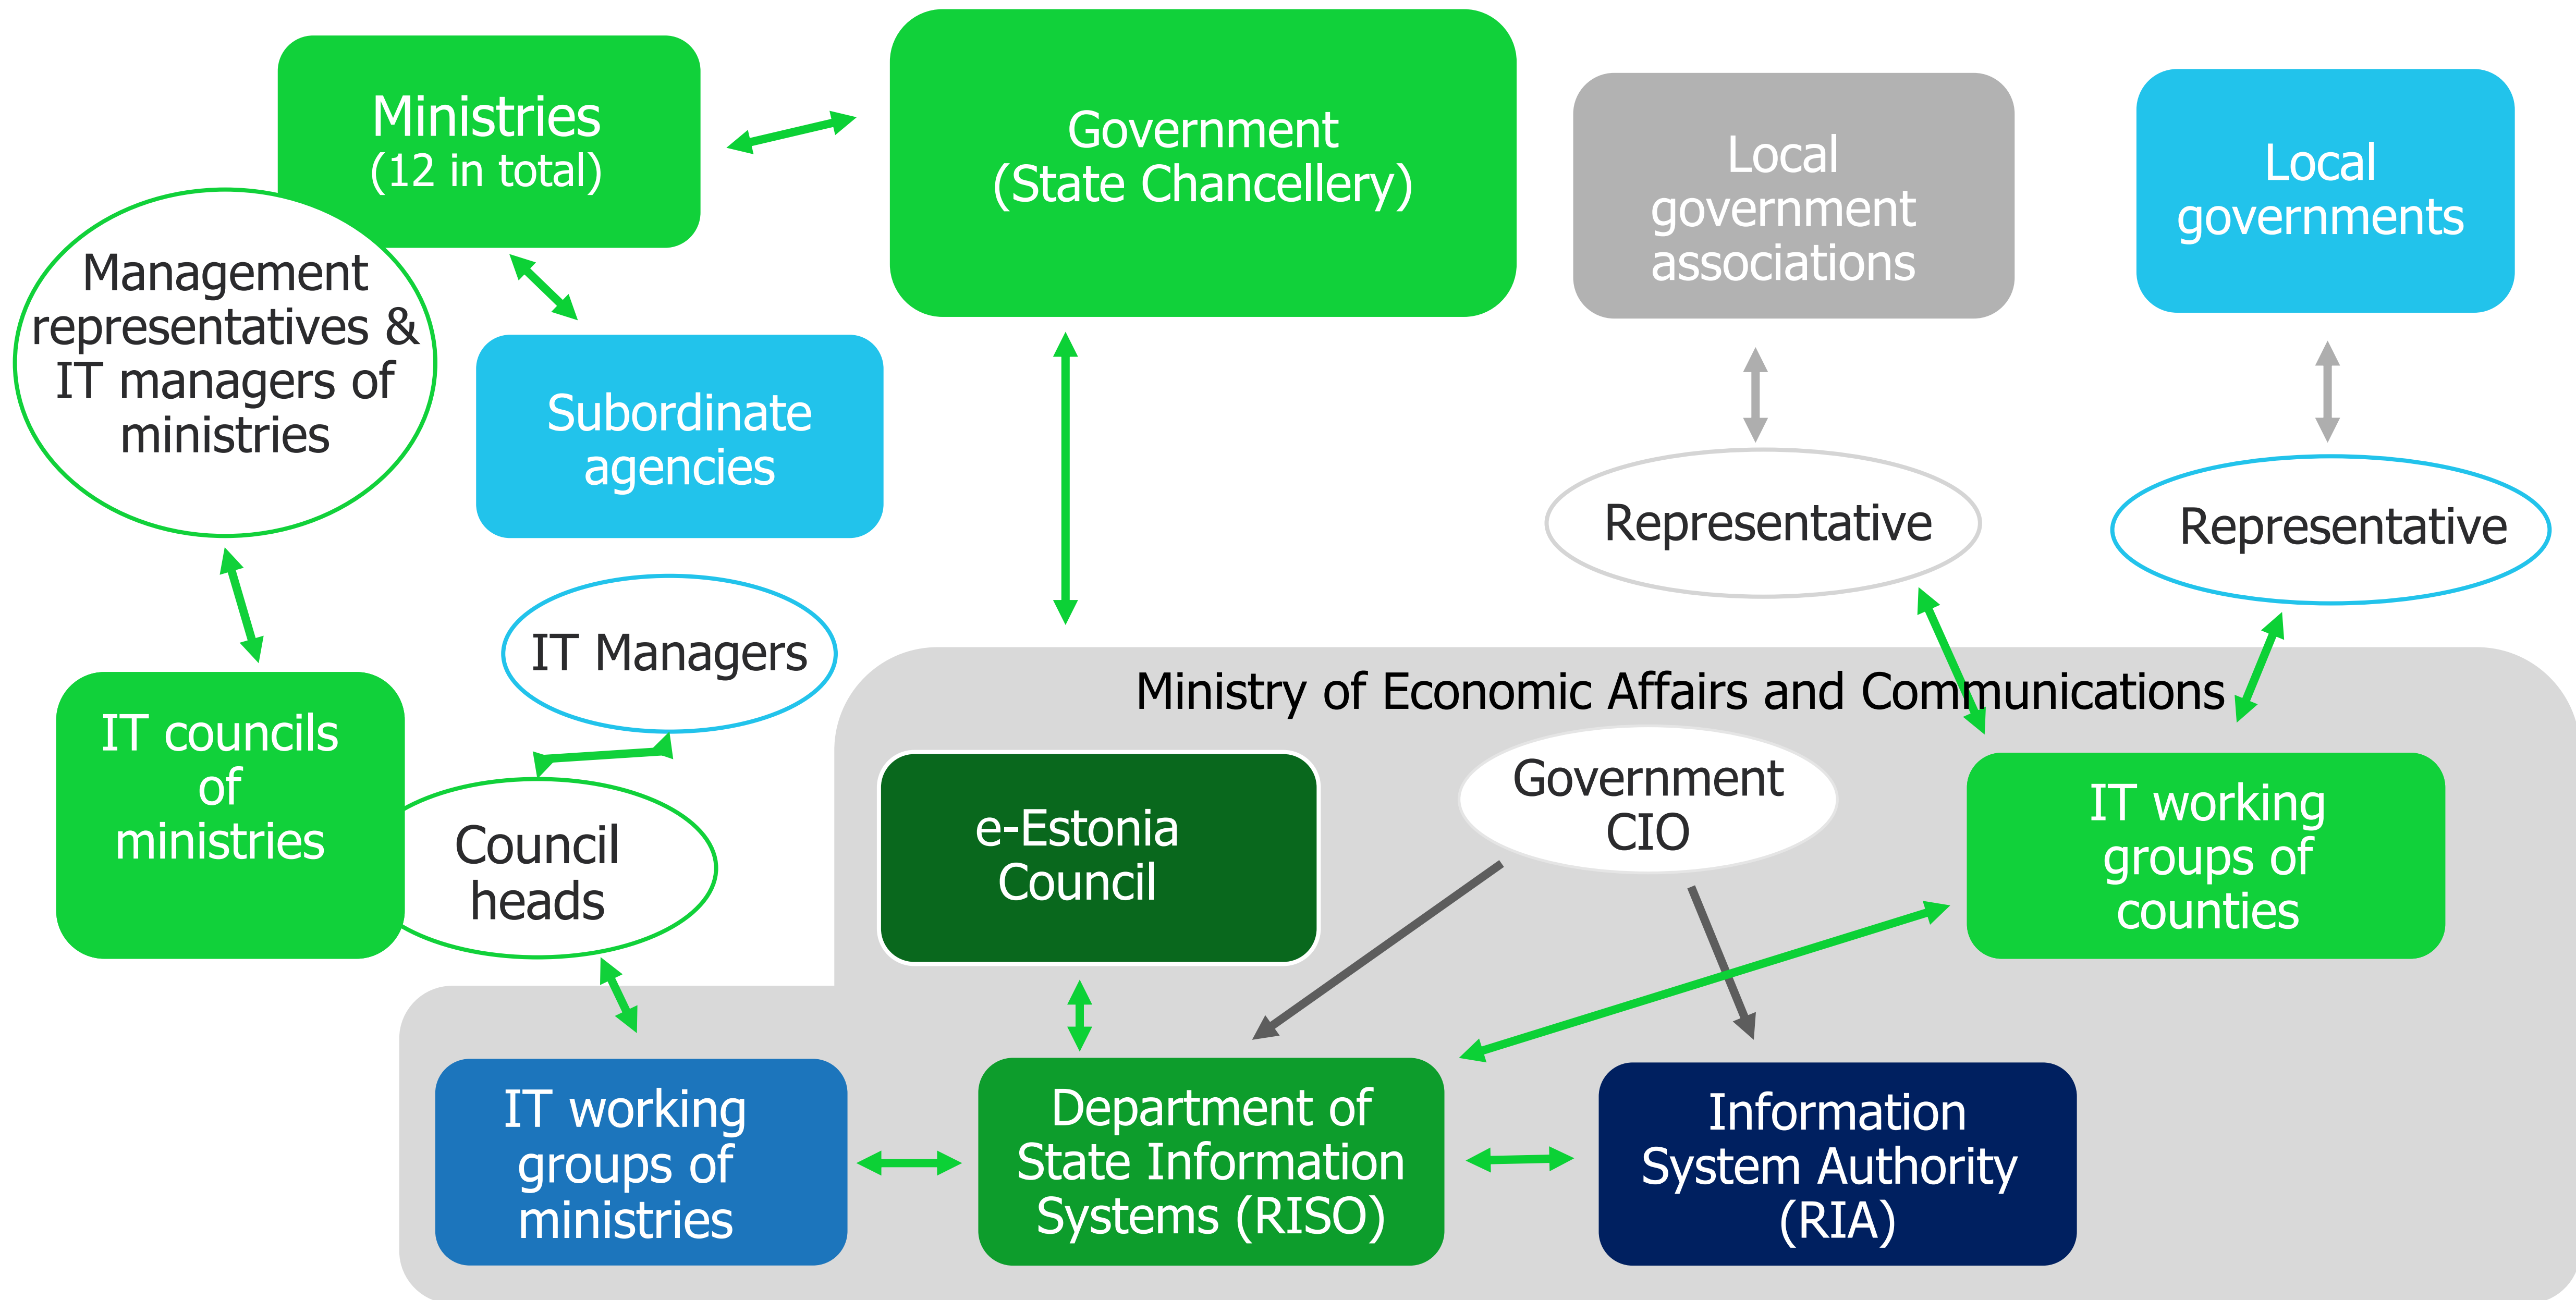 Ministries
(12 in total)
Government
(State Chancellery)
Local
government
associations
Local
governments
Management
representatives &
IT managers of
ministries
Subordinate
agencies
Representative
Representative
IT Managers
Ministry of Economic Affairs and Communications
IT councils
of
ministries
Council
heads
e-Estonia
Council
Government
CIO
IT working
groups of
counties
IT working
groups of
ministries
Department of
State Information
Systems (RISO)
Information
System Authority
(RIA)